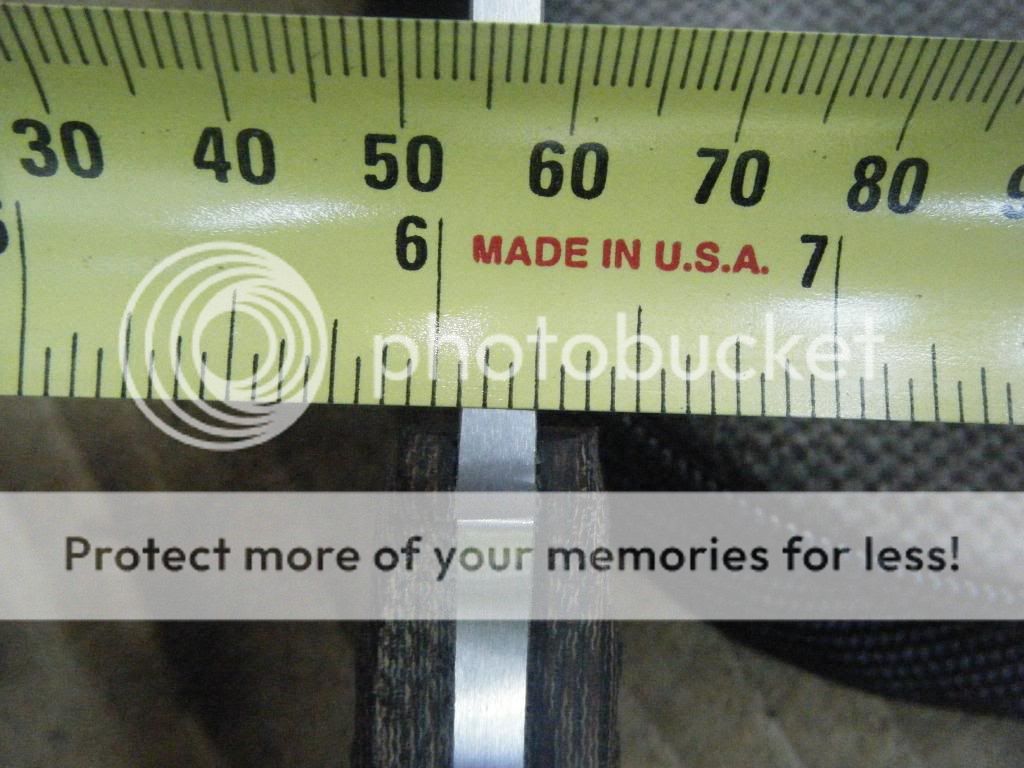 30 40 50 60 70 80
6 MADE IN U.S.A. 7
photobucket
Protect more of your memories for less!